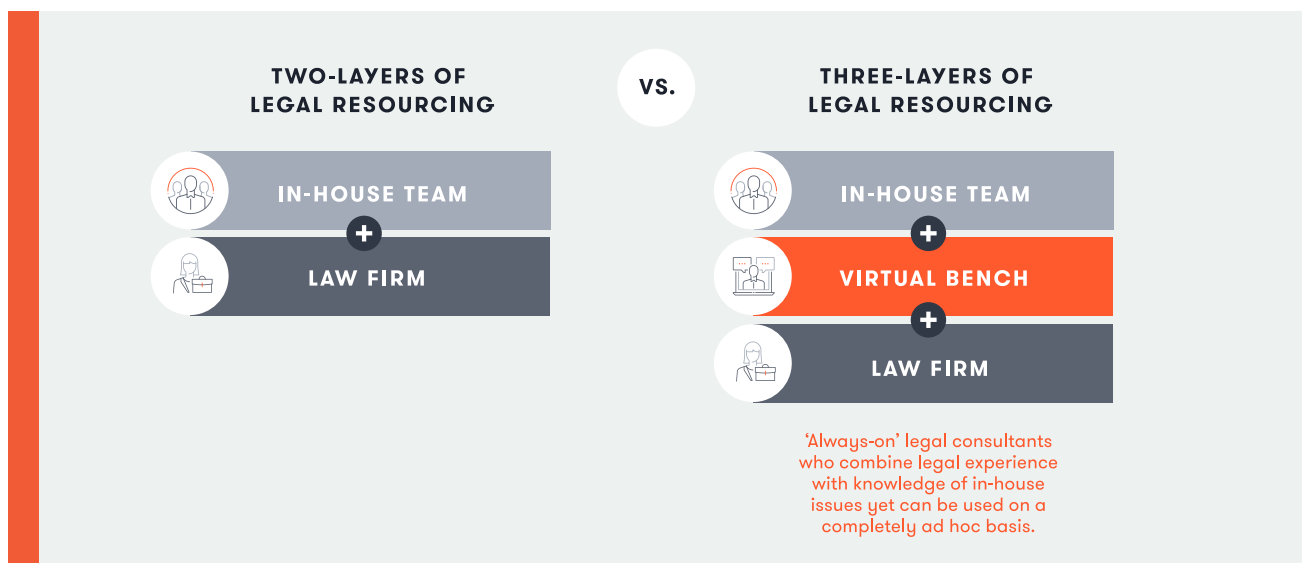 TWO-LAYERS OF
LEGAL RESOURCING
IN-HOUSE TEAM
+
LAW FIRM
VS.
THREE-LAYERS OF
LEGAL RESOURCING
IN-HOUSE TEAM
+
VIRTUAL BENCH
+
LAW FIRM
‘Always-on’ legal consultants
who combine legal experience
with knowledge of in-house
issues yet can be used on a
completely ad hoc basis.